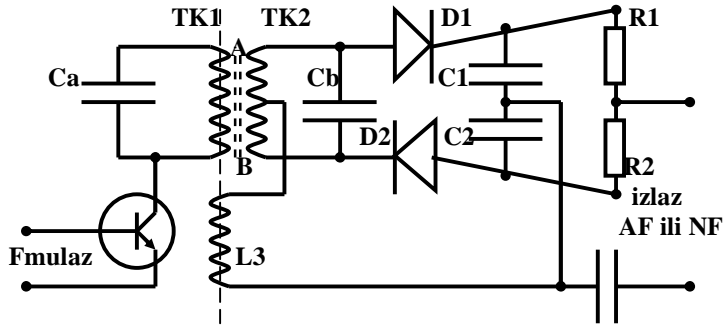 TK1 TK2 D1 R1
A
Ca Cb C1
D2 C2
B R2
izlaz
AF ili NF
Fmulaz L3